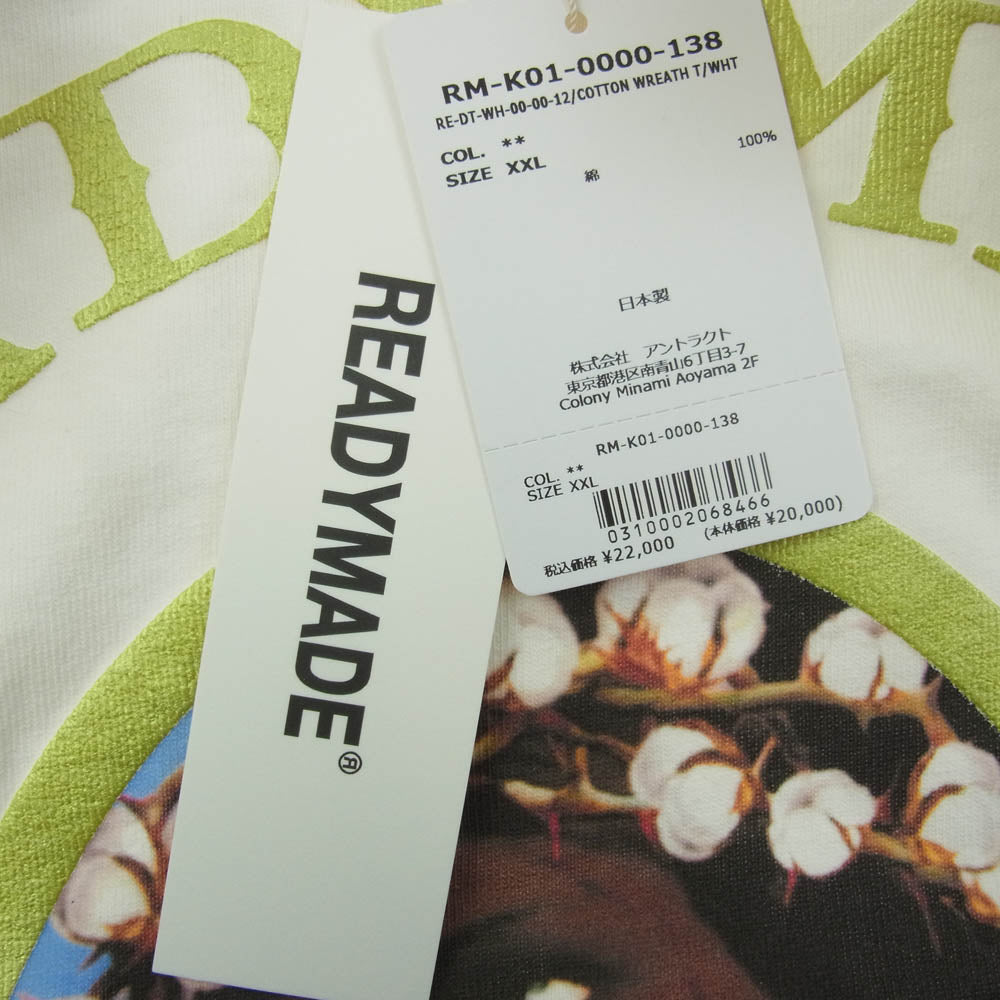 READYMADE®
RM-K01-0000-138
RE-DT-WH-00-00-12/COTTON WREATH T/WHT
COL. **
SIZE XXL
綿 100%
日本製
株式会社 アントラクト
東京都港区南青山6丁目3-7
Colony Minami Aoyama 2F
RM-K01-0000-138
COL. **
SIZE XXL
0310002068466
税込価格 ¥22,000 (本体価格 ¥20,000)